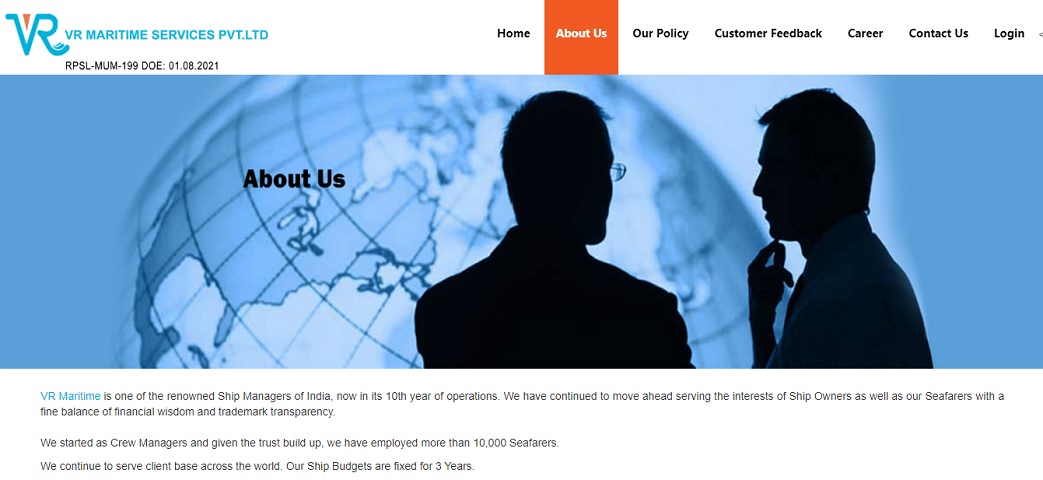 VR
VR MARITIME SERVICES PVT.LTD
RPSL-MUM-199 DOE: 01.08.2021
Home About Us Our Policy Customer Feedback Career Contact Us Login <
About Us
VR Maritime is one of the renowned Ship Managers of India, now in its 10th year of operations. We have continued to move ahead serving the interests of Ship Owners as well as our Seafarers with a
fine balance of financial wisdom and trademark transparency.
We started as Crew Managers and given the trust build up, we have employed more than 10,000 Seafarers.
We continue to serve client base across the world. Our Ship Budgets are fixed for 3 Years.